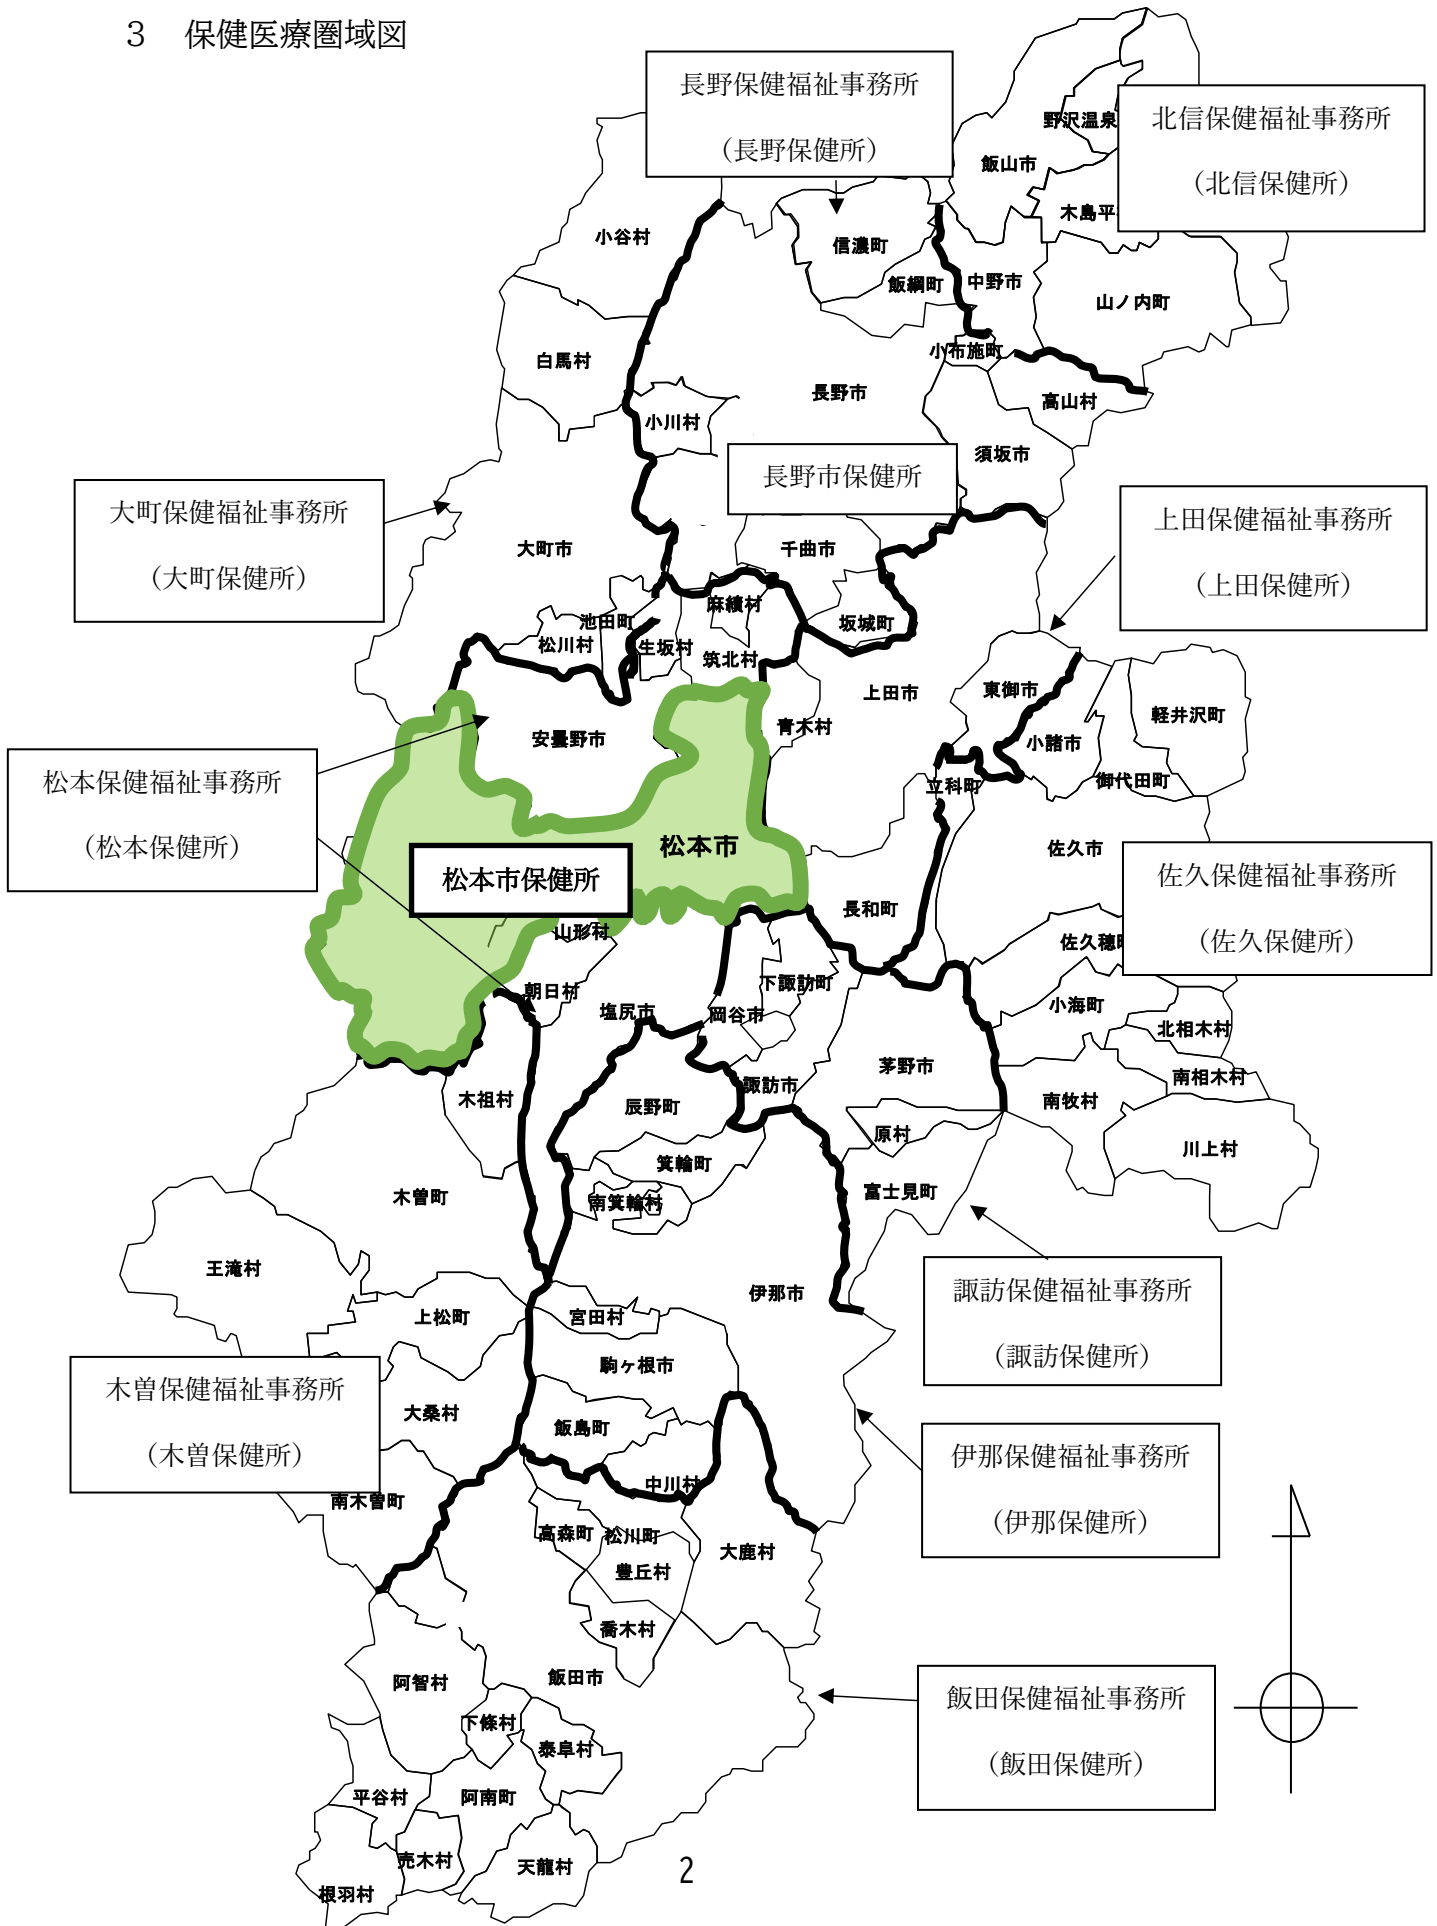 3 保健医療圏域図
長野保健福祉事務所
（長野保健所）
北信保健福祉事務所
（北信保健所）
野沢温泉
飯山市
木島平
小谷村
信濃町
飯綱町
中野市
山ノ内町
白馬村
小布施町
長野市
高山村
小川村
須坂市
長野市保健所
大町保健福祉事務所
（大町保健所）
上田保健福祉事務所
（上田保健所）
大町市
千曲市
麻績村
池田町
坂城町
松川村
生坂村
筑北村
上田市
東御市
軽井沢町
青木村
安曇野市
小諸市
御代田町
立科町
松本保健福祉事務所
（松本保健所）
松本市
佐久市
松本市保健所
佐久保健福祉事務所
（佐久保健所）
長和町
山形村
佐久穂町
朝日村
下諏訪町
塩尻市
岡谷市
小海町
北相木村
茅野市
南相木村
諏訪市
木祖村
辰野町
南牧村
原村
川上村
箕輪町
木曽町
南箕輪村
富士見町
王滝村
伊那市
諏訪保健福祉事務所
（諏訪保健所）
上松町
宮田村
駒ヶ根市
木曽保健福祉事務所
（木曽保健所）
大桑村
飯島町
伊那保健福祉事務所
（伊那保健所）
中川村
南木曽町
高森町
松川町
大鹿村
豊丘村
喬木村
飯田市
阿智村
飯田保健福祉事務所
（飯田保健所）
下條村
泰阜村
平谷村
阿南町
売木村
天龍村
根羽村
2